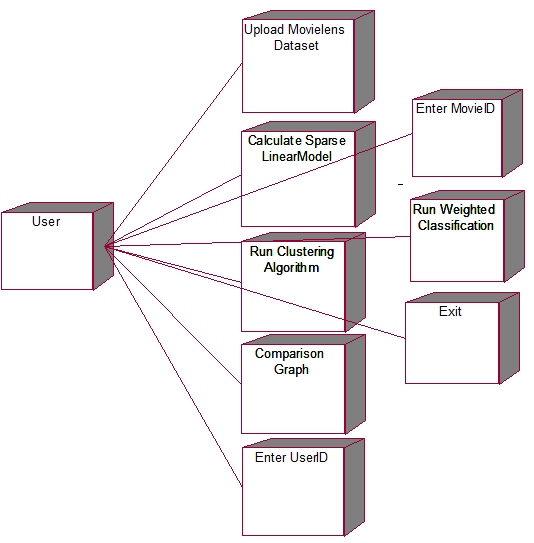 Upload Movielens
Dataset
Enter MovieID
Calculate Sparse
LinearModel
User
Run Weighted
Classification
Run Clustering
Algorithm
Exit
Comparison
Graph
Enter UserID